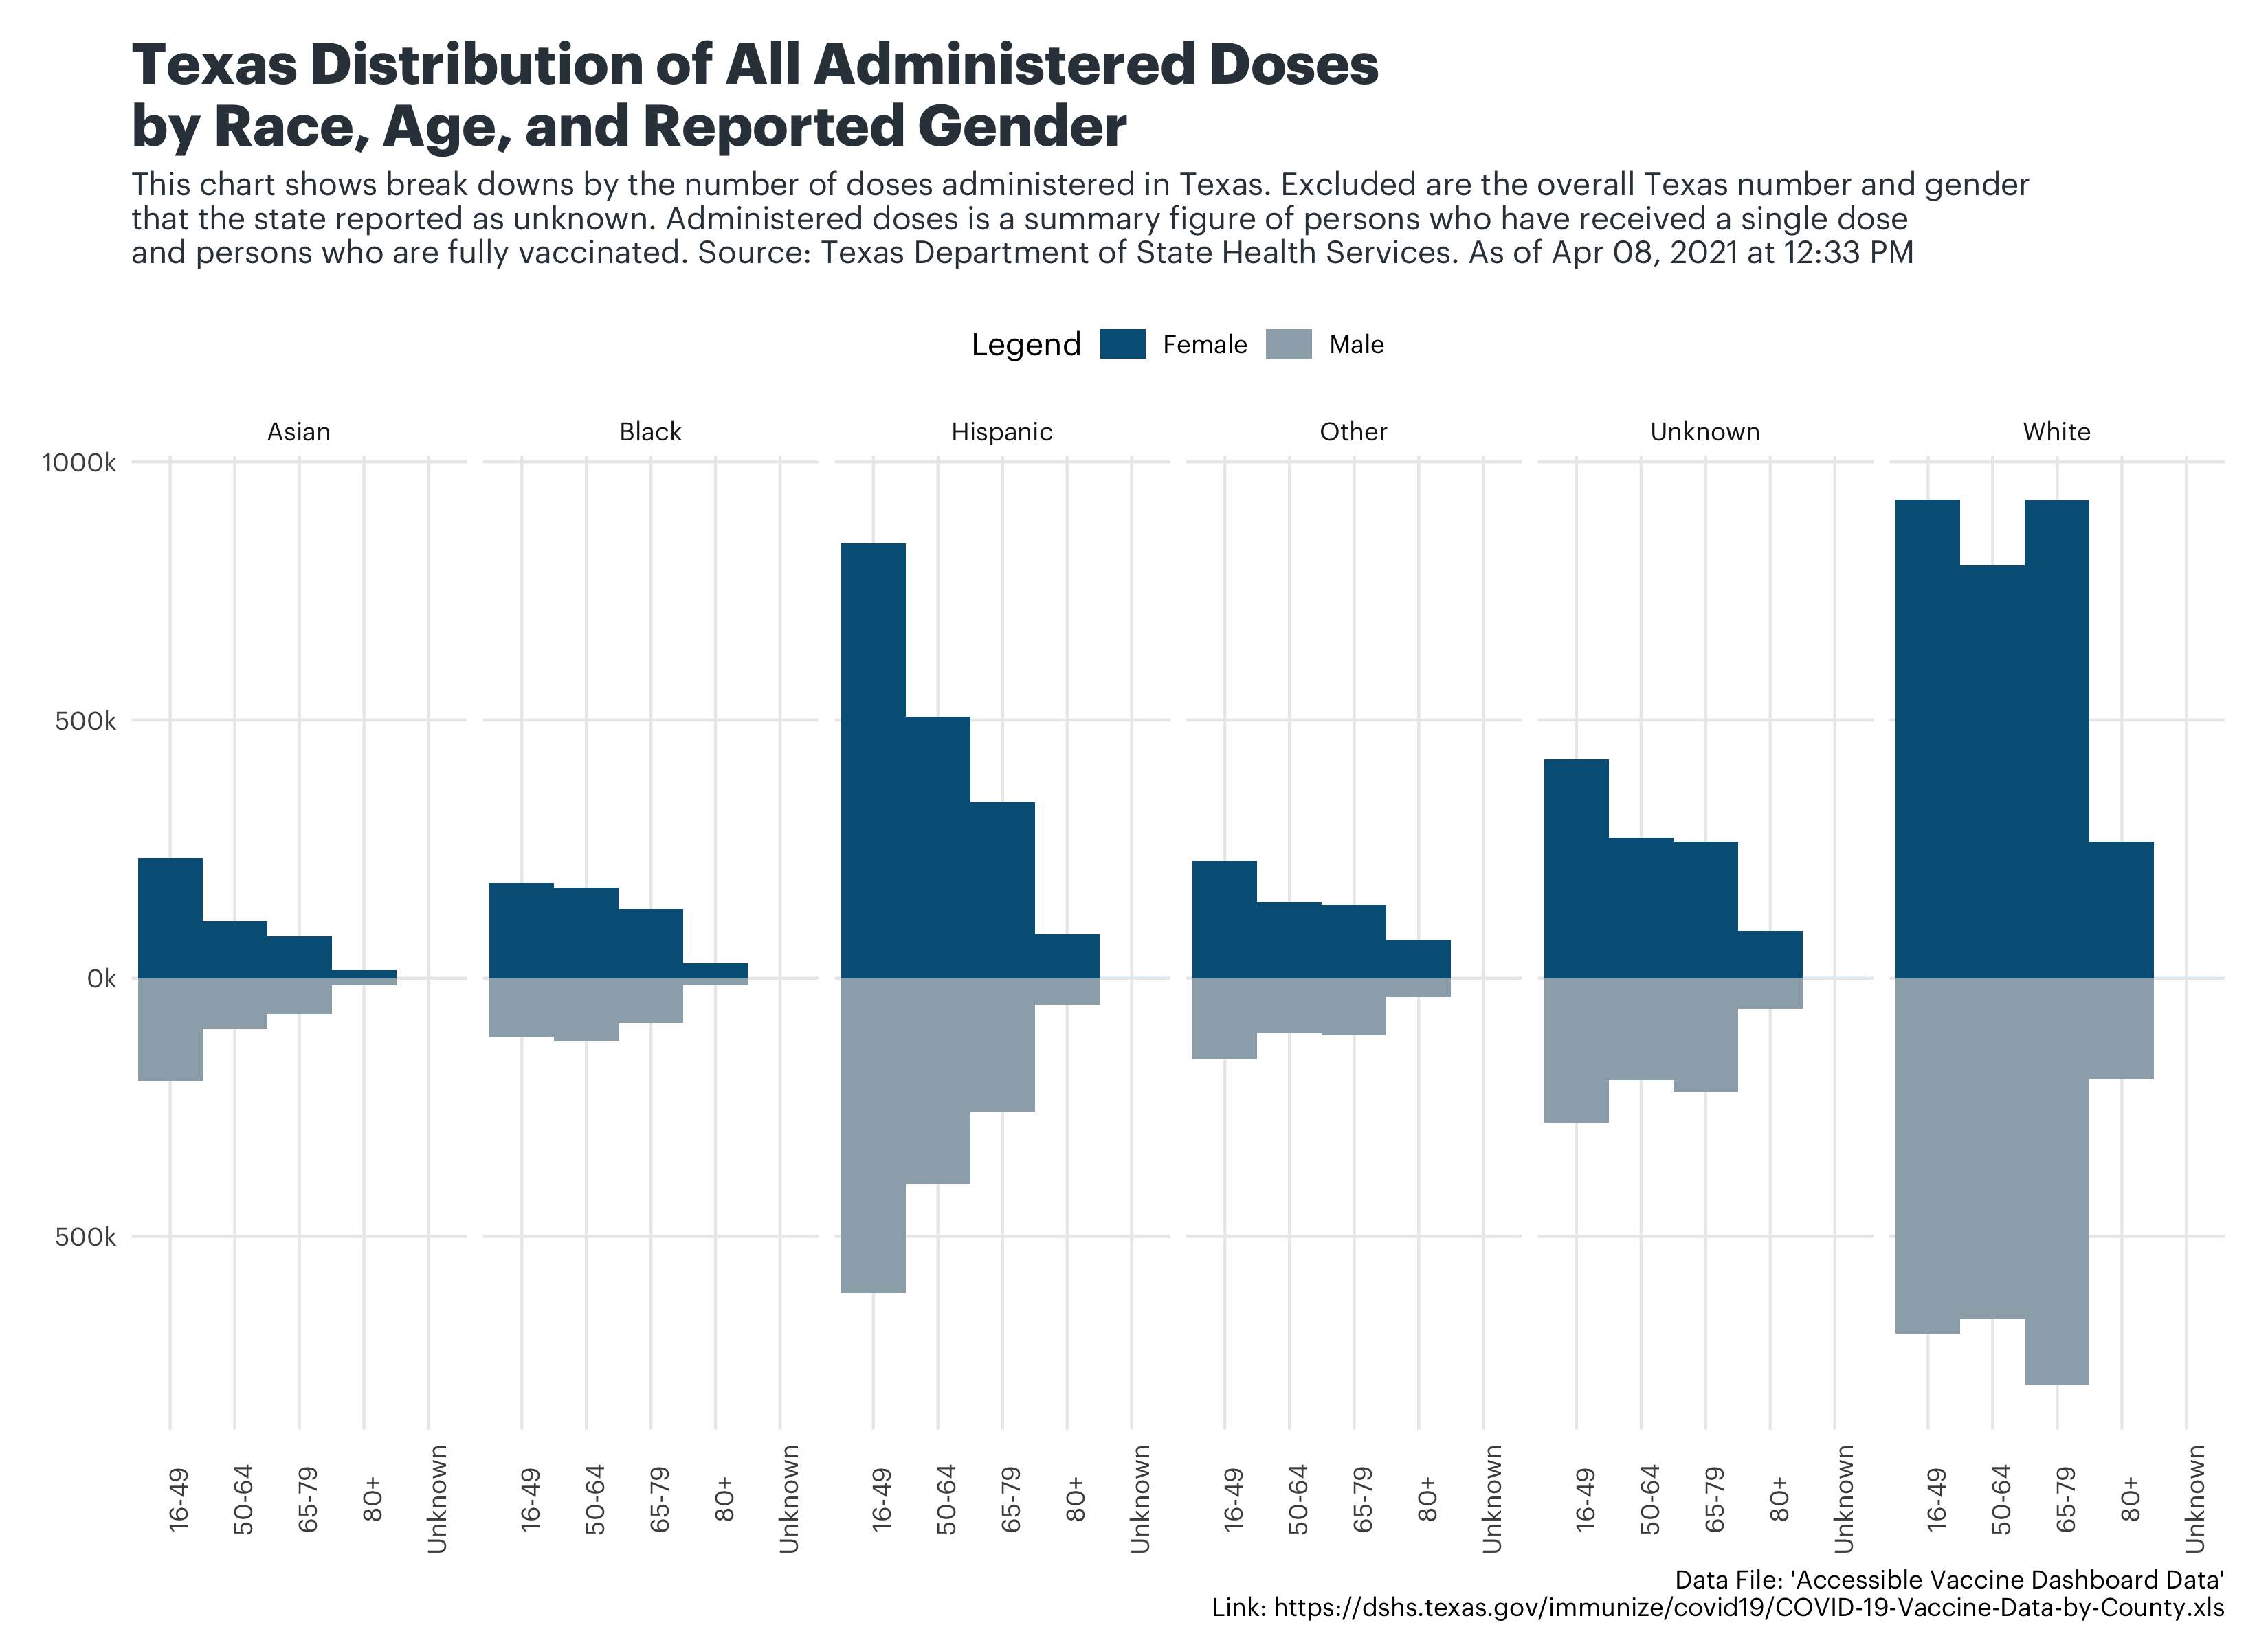 Texas Distribution of All Administered Doses
by Race, Age, and Reported Gender
This chart shows break downs by the number of doses administered in Texas. Excluded are the overall Texas number and gender
that the state reported as unknown. Administered doses is a summary figure of persons who have received a single dose
and persons who are fully vaccinated. Source: Texas Department of State Health Services. As of Apr 08, 2021 at 12:33 PM
Legend Female Male
Asian Black Hispanic Other Unknown White
1000k
500k
0k
500k
16-49 50-64 65-79 80+ Unknown 16-49 50-64 65-79 80+ Unknown 16-49 50-64 65-79 80+ Unknown 16-49 50-64 65-79 80+ Unknown 16-49 50-64 65-79 80+ Unknown 16-49 50-64 65-79 80+ Unknown
Data File: 'Accessible Vaccine Dashboard Data'
Link: https://dshs.texas.gov/immunize/covid19/COVID-19-Vaccine-Data-by-County.xls